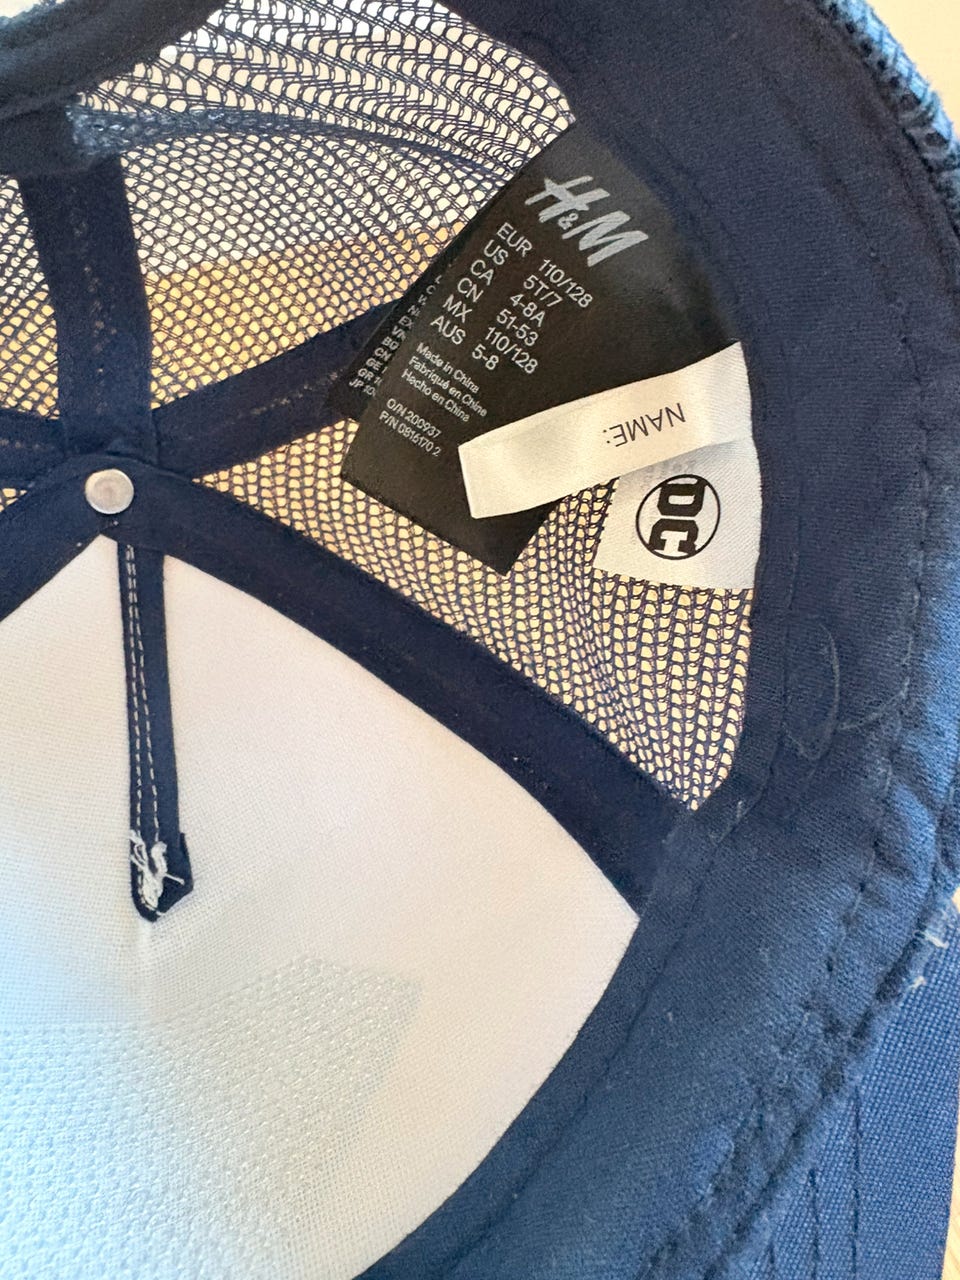 H&M
EUR 110/128
US 5T/7
CA 4-8A
CN 51-53
MX 110/128
AUS 5-8
Made in China
Fabriqué en Chine
Hecho en China
O/N 200937
P/N 0816170 2
NAME:
DC